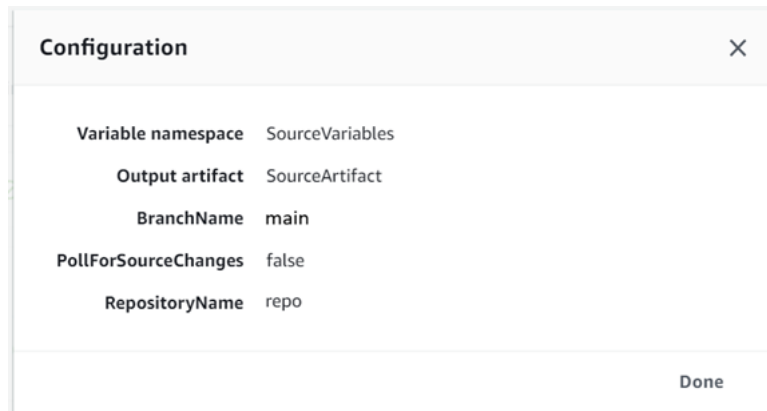 Configuration
Variable namespace SourceVariables
Output artifact SourceArtifact
BranchName main
PollForSourceChanges false
RepositoryName repo
Done